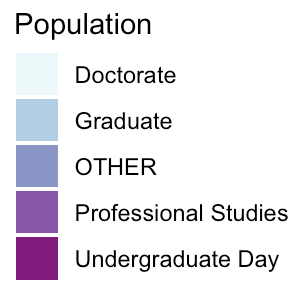 Population
Doctorate
Graduate
OTHER
Professional Studies
Undergraduate Day